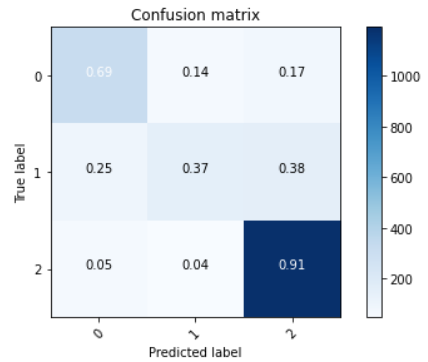 Confusion matrix
0 0.69 0.14 0.17
1 0.25 0.37 0.38
2 0.05 0.04 0.91
0 1 2
True label
Predicted label
1000
800
600
400
200